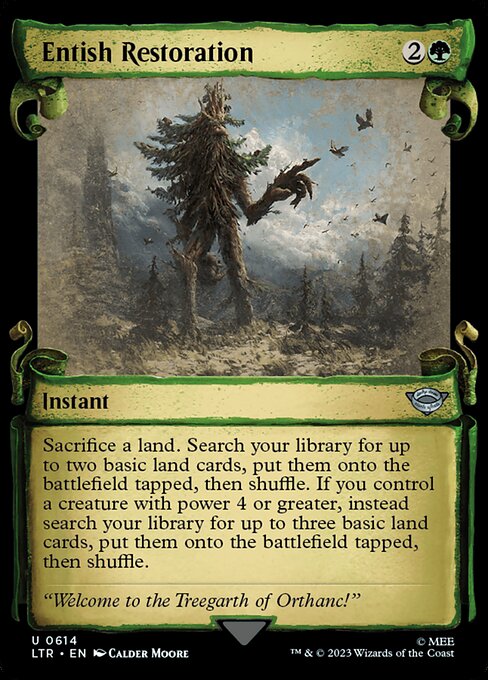 Entish Restoration 2
Instant
Sacrifice a land. Search your library for up
to two basic land cards, put them onto the
battlefield tapped, then shuffle. If you control
a creature with power 4 or greater, instead
search your library for up to three basic land
cards, put them onto the battlefield tapped,
then shuffle.
“Welcome to the Treegarth of Orthanc!”
U 0614
LTR • EN Calder Moore
© MEE
™ & © 2023 Wizards of the Coast